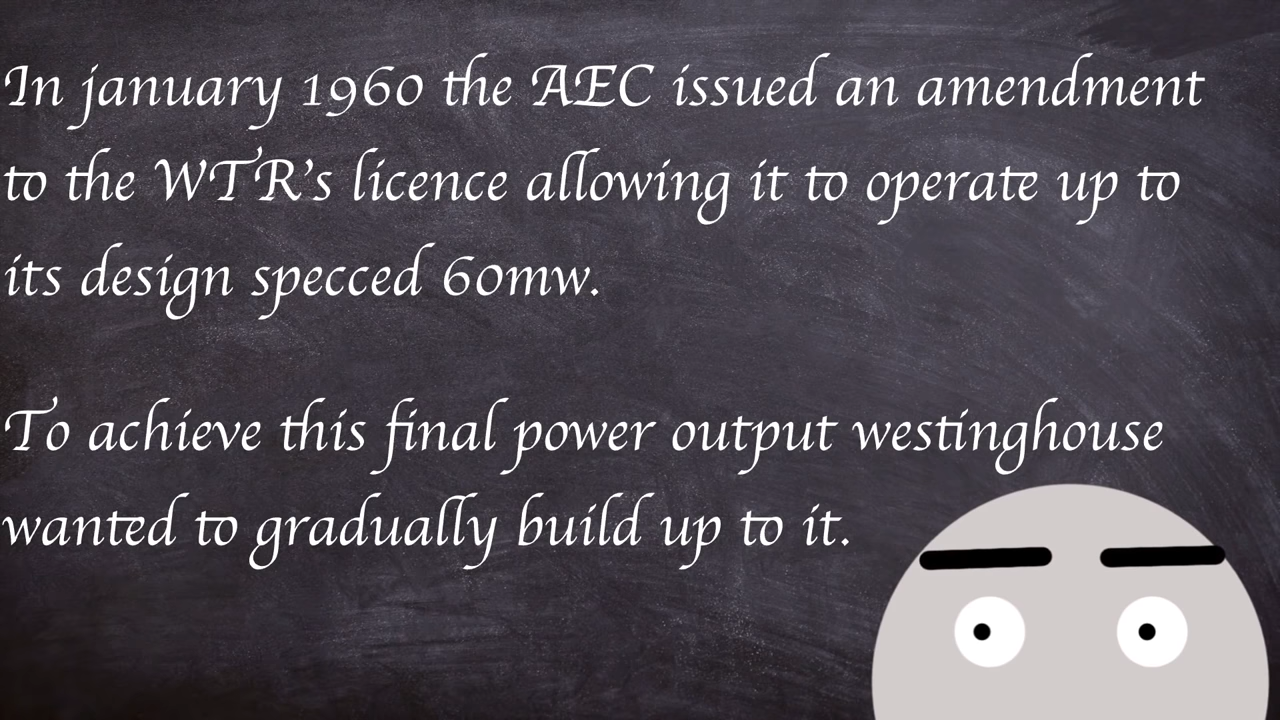 In january 1960 the AEC issued an amendment
to the WTR's licence allowing it to operate up to
its design specced 60mw.
To achieve this final power output westinghouse
wanted to gradually build up to it.